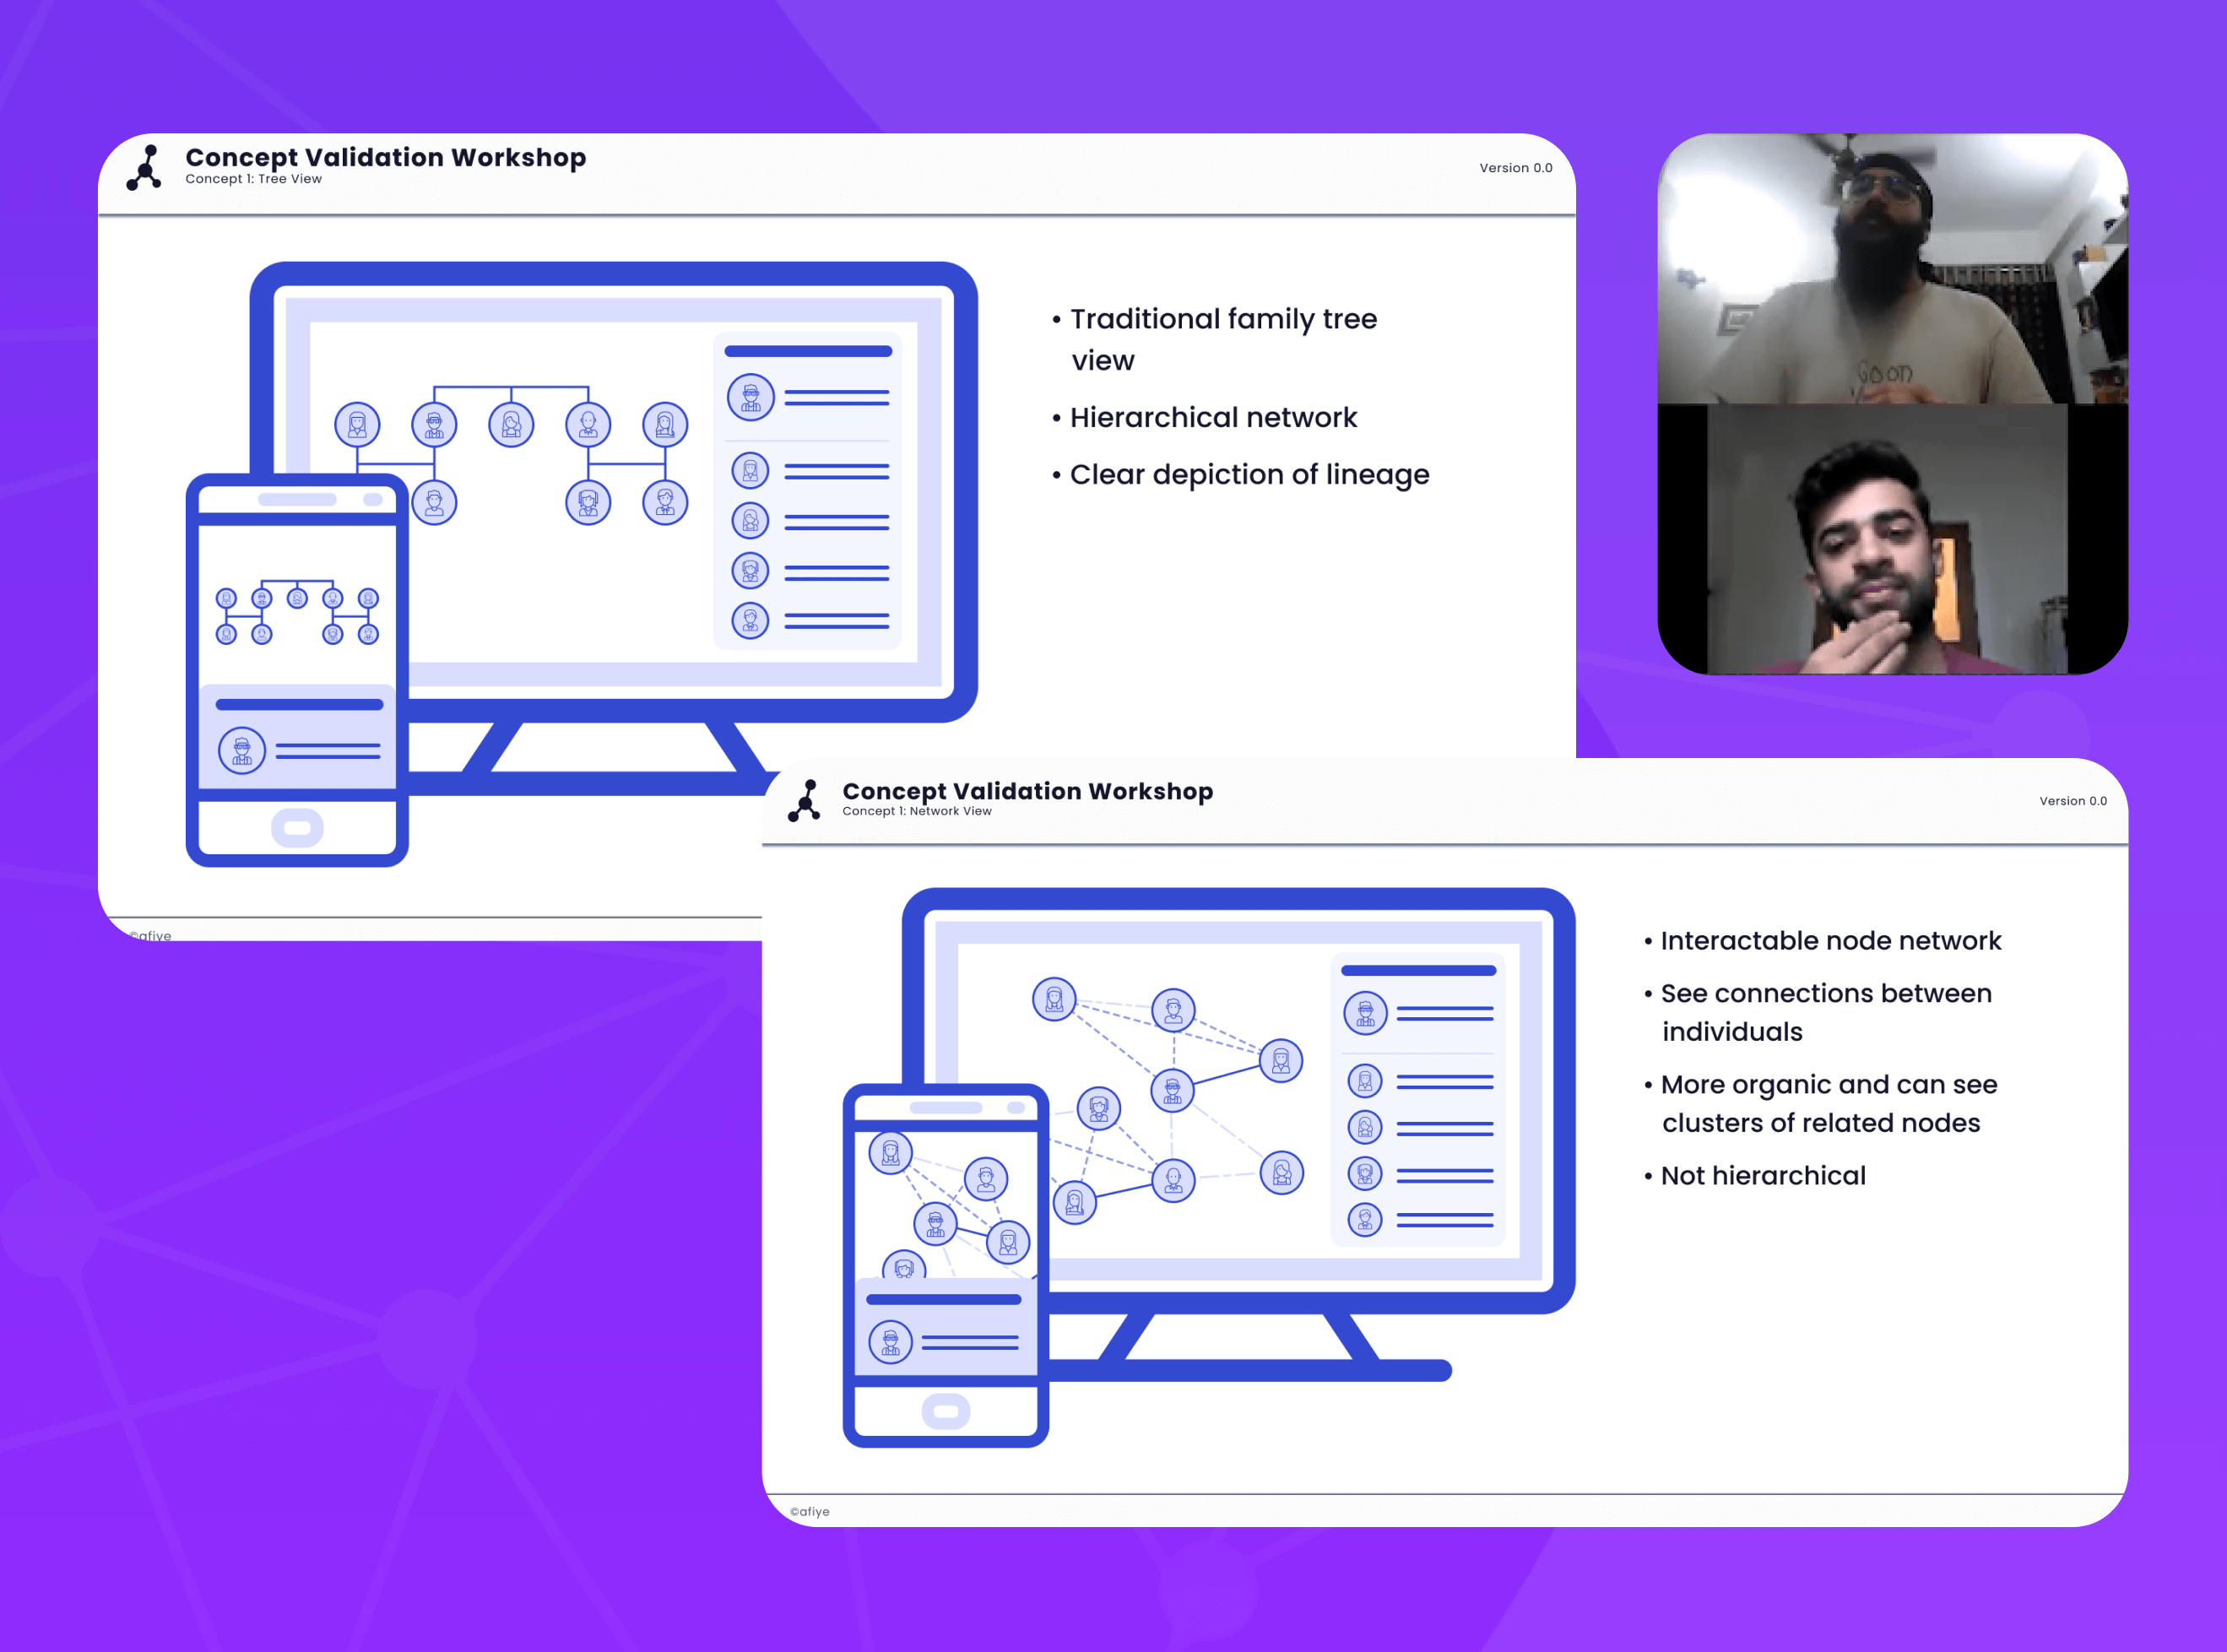 Concept Validation Workshop
Concept 1: Tree View
Version 0.0
• Traditional family tree
view
• Hierarchical network
• Clear depiction of lineage
©afiye
Goon
Concept Validation Workshop
Concept 1: Network View
Version 0.0
• Interactable node network
• See connections between
individuals
• More organic and can see
clusters of related nodes
• Not hierarchical
©afiye